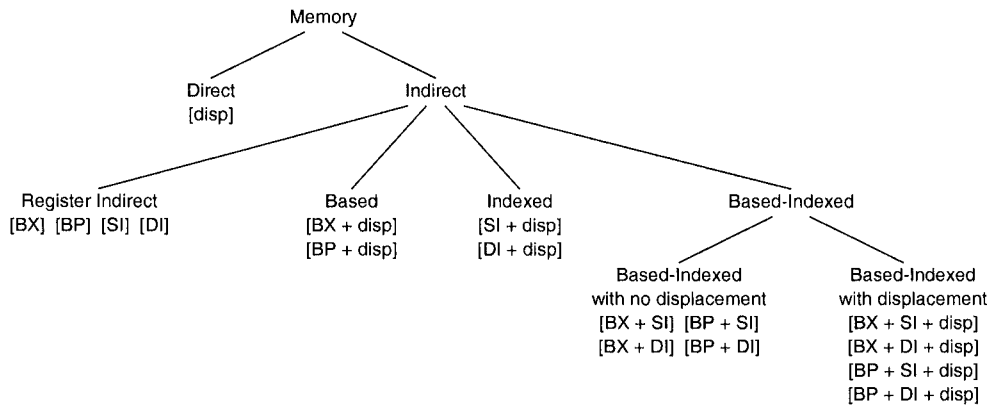 Memory
Direct
[disp]
Indirect
Register Indirect
[BX] [BP] [SI] [DI]
Based
[BX + disp]
[BP + disp]
Indexed
[SI + disp]
[DI + disp]
Based-Indexed
Based-Indexed
with no displacement
[BX + SI] [BP + SI]
[BX + DI] [BP + DI]
Based-Indexed
with displacement
[BX + SI + disp]
[BX + DI + disp]
[BP + SI + disp]
[BP + DI + disp]